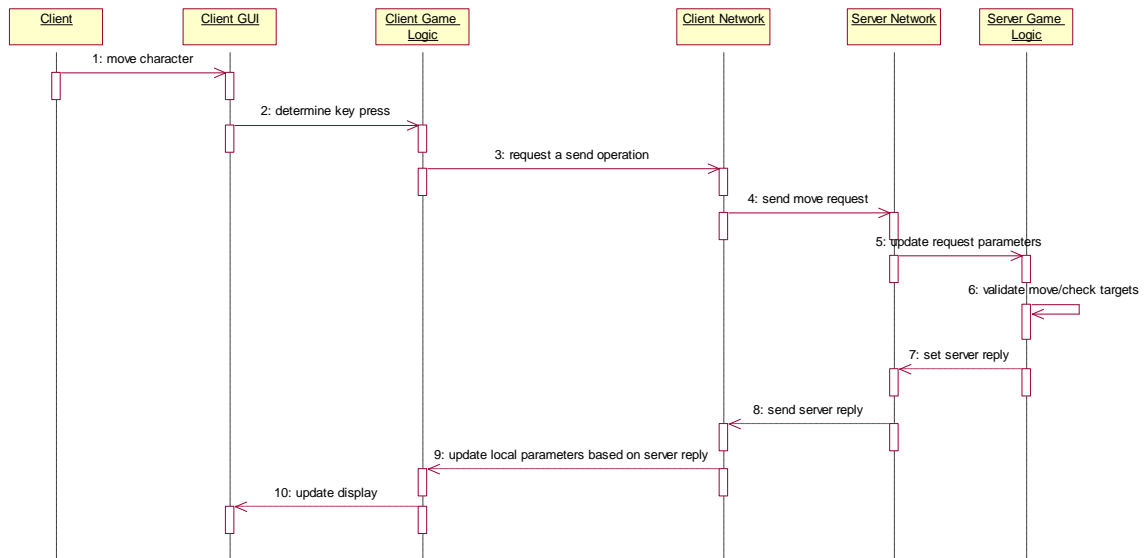 Client
Client GUI
Client Game
Logic
Client Network
Server Network
Server Game
Logic
1: move character
2: determine key press
3: request a send operation
4: send move request
5: update request parameters
6: validate move/check targets
7: set server reply
8: send server reply
9: update local parameters based on server reply
10: update display